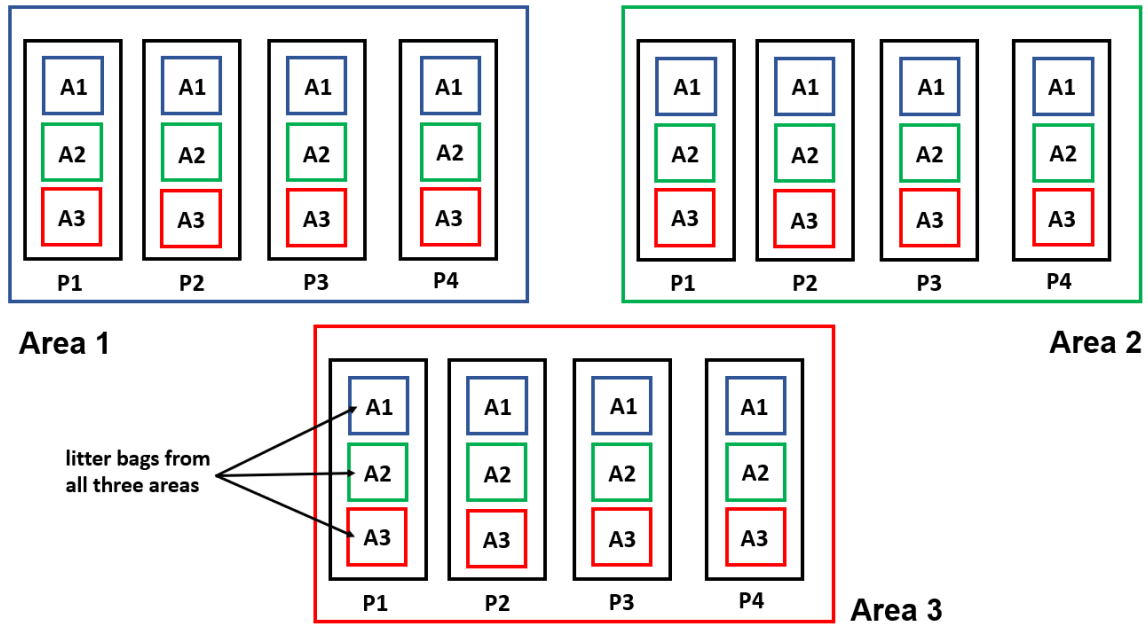 A1 A1 A1 A1
A2 A2 A2 A2
A3 A3 A3 A3
P1 P2 P3 P4
Area 1
A1 A1 A1 A1
A2 A2 A2 A2
A3 A3 A3 A3
P1 P2 P3 P4
Area 2
litter bags from
all three areas
A1 A1 A1 A1
A2 A2 A2 A2
A3 A3 A3 A3
P1 P2 P3 P4
Area 3